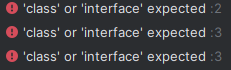 'class' or 'interface' expected :2
'class' or 'interface' expected :3
'class' or 'interface' expected :3